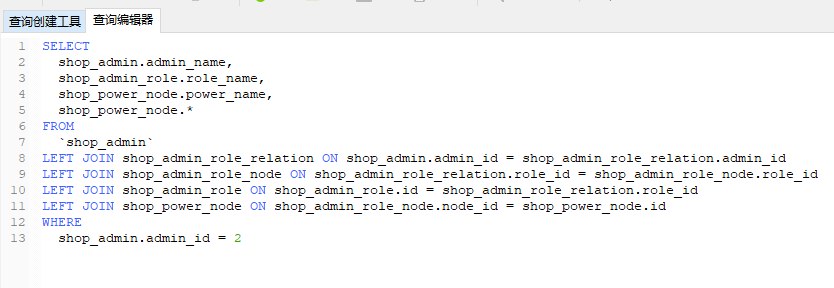 查询创建工具 查询编辑器
1 SELECT
2 shop_admin.admin_name,
3 shop_admin_role.role_name,
4 shop_power_node.power_name,
5 shop_power_node.*
6 FROM
7 `shop_admin`
8 LEFT JOIN shop_admin_role_relation ON shop_admin.admin_id = shop_admin_role_relation.admin_id
9 LEFT JOIN shop_admin_role_node ON shop_admin_role_relation.role_id = shop_admin_role_node.role_id
10 LEFT JOIN shop_admin_role ON shop_admin_role.id = shop_admin_role_relation.role_id
11 LEFT JOIN shop_power_node ON shop_admin_role_node.node_id = shop_power_node.id
12 WHERE
13 shop_admin.admin_id = 2